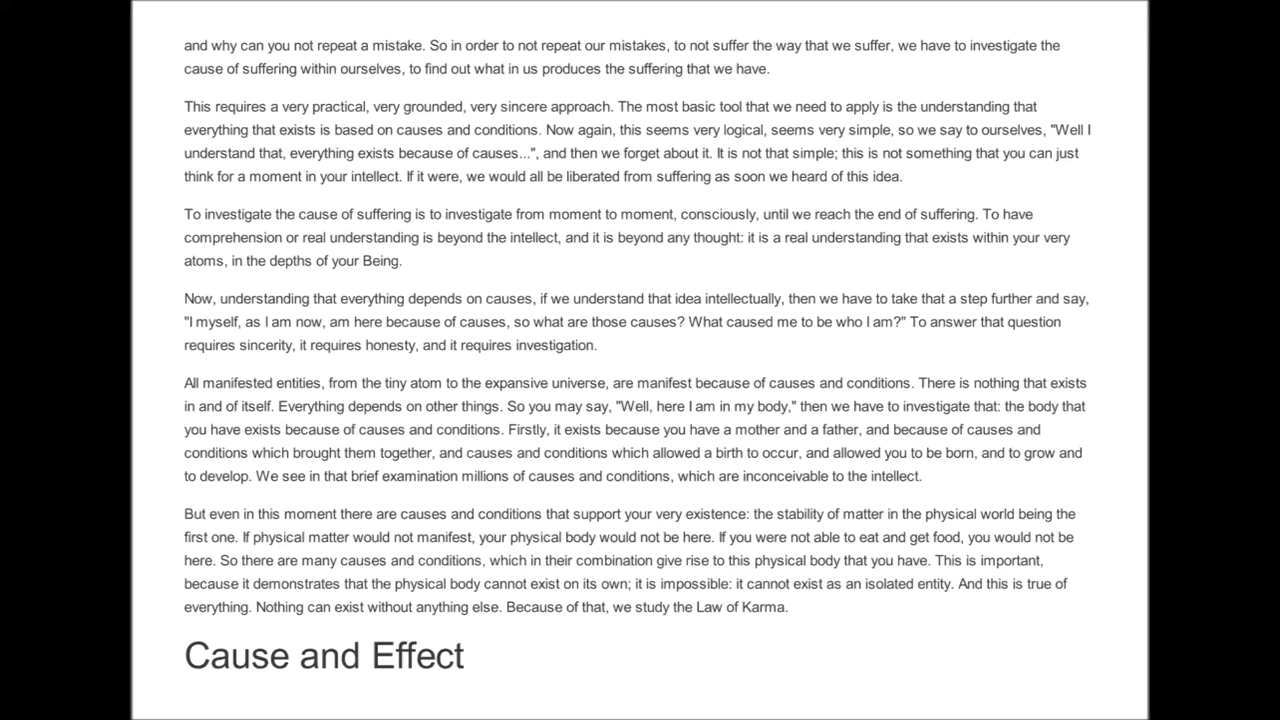 and why can you not repeat a mistake. So in order to not repeat our mistakes, to not suffer the way that we suffer, we have to investigate the
cause of suffering within ourselves, to find out what in us produces the suffering that we have.
This requires a very practical, very grounded, very sincere approach. The most basic tool that we need to apply is the understanding that
everything that exists is based on causes and conditions. Now again, this seems very logical, seems very simple, so we say to ourselves, "Well I
understand that, everything exists because of causes...", and then we forget about it. It is not that simple; this is not something that you can just
think for a moment in your intellect. If it were, we would all be liberated from suffering as soon we heard of this idea.
To investigate the cause of suffering is to investigate from moment to moment, consciously, until we reach the end of suffering. To have
comprehension or real understanding is beyond the intellect, and it is beyond any thought: it is a real understanding that exists within your very
atoms, in the depths of your Being.
Now, understanding that everything depends on causes, if we understand that idea intellectually, then we have to take that a step further and say,
"I myself, as I am now, am here because of causes, so what are those causes? What caused me to be who I am?" To answer that question
requires sincerity, it requires honesty, and it requires investigation.
All manifested entities, from the tiny atom to the expansive universe, are manifest because of causes and conditions. There is nothing that exists
in and of itself. Everything depends on other things. So you may say, "Well, here I am in my body," then we have to investigate that: the body that
you have exists because of causes and conditions. Firstly, it exists because you have a mother and a father, and because of causes and
conditions which brought them together, and causes and conditions which allowed a birth to occur, and allowed you to be born, and to grow and
to develop. We see in that brief examination millions of causes and conditions, which are inconceivable to the intellect.
But even in this moment there are causes and conditions that support your very existence: the stability of matter in the physical world being the
first one. If physical matter would not manifest, your physical body would not be here. If you were not able to eat and get food, you would not be
here. So there are many causes and conditions, which in their combination give rise to this physical body that you have. This is important,
because it demonstrates that the physical body cannot exist on its own; it is impossible: it cannot exist as an isolated entity. And this is true of
everything. Nothing can exist without anything else. Because of that, we study the Law of Karma.
Cause and Effect